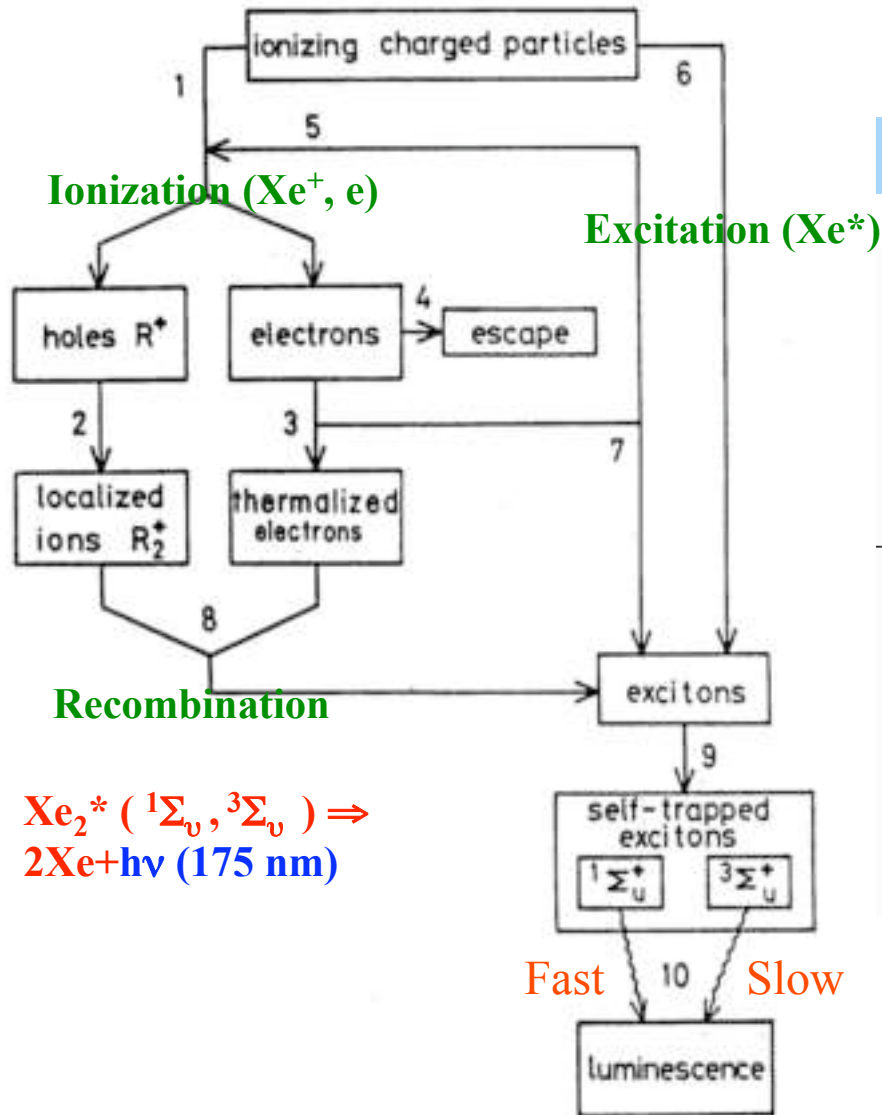 ionizing charged particles
1
6
5
Ionization (Xe⁺, e)
Excitation (Xe*)
holes R⁺
electrons
4
escape
2
3
7
localized
ions R₂⁺
thermalized
electrons
8
Recombination
excitons
9
Xe₂* ( ¹Σᵤ , ³Σᵤ ) ⇒
2Xe+hν (175 nm)
self-trapped
excitons
¹Σᵤ⁺
³Σᵤ⁺
Fast
10
Slow
luminescence